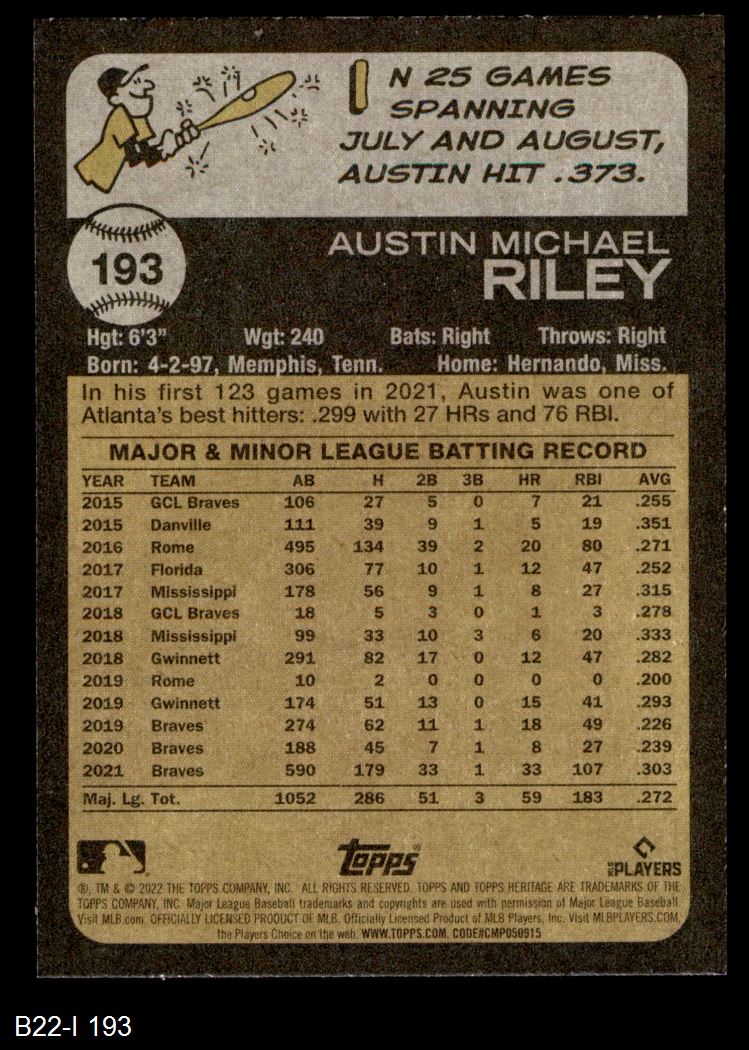 IN 25 GAMES
SPANNING
JULY AND AUGUST,
AUSTIN HIT .373.
193
AUSTIN MICHAEL
RILEY
Hgt: 6'3" Wgt: 240 Bats: Right Throws: Right
Born: 4-2-97, Memphis, Tenn. Home: Hernando, Miss.
In his first 123 games in 2021, Austin was one of
Atlanta's best hitters: .299 with 27 HRs and 76 RBI.
MAJOR & MINOR LEAGUE BATTING RECORD
YEAR TEAM AB H 2B 3B HR RBI AVG
2015 GCL Braves 106 27 5 0 7 21 .255
2015 Danville 111 39 9 1 5 19 .351
2016 Rome 495 134 39 2 20 80 .271
2017 Florida 306 77 10 1 12 47 .252
2017 Mississippi 178 56 9 1 8 27 .315
2018 GCL Braves 18 5 3 0 1 3 .278
2018 Mississippi 99 33 10 3 6 20 .333
2018 Gwinnett 291 82 17 0 12 47 .282
2019 Rome 10 2 0 0 0 0 .200
2019 Gwinnett 174 51 13 0 15 41 .293
2019 Braves 274 62 11 1 18 49 .226
2020 Braves 188 45 7 1 8 27 .239
2021 Braves 590 179 33 1 33 107 .303
Maj. Lg. Tot. 1052 286 51 3 59 183 .272
topps® MLB PLAYERS
®, TM & © 2022 THE TOPPS COMPANY, INC. ALL RIGHTS RESERVED. TOPPS AND TOPPS HERITAGE ARE TRADEMARKS OF THE
TOPPS COMPANY, INC. Major League Baseball trademarks and copyrights are used with permission of Major League Baseball.
Visit MLB.com. OFFICIALLY LICENSED PRODUCT OF MLB. Officially Licensed Product of MLB Players, Inc. Visit MLBPLAYERS.COM,
the Players Choice on the web. WWW.TOPPS.COM. CODE#CMP050915
B22-I 193